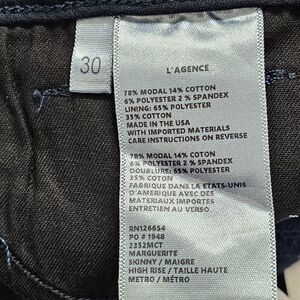 30
L'AGENCE
78% MODAL 14% COTTON
6% POLYESTER 2 % SPANDEX
LINING: 65% POLYESTER
35% COTTON
MADE IN THE USA
WITH IMPORTED MATERIALS
CARE INSTRUCTIONS ON REVERSE
78% MODAL 14% COTTON
6% POLYESTER 2 % SPANDEX
DOUBLURE: 65% POLYESTER
35% COTTON
FABRIQUE DANS LA ETATS-UNIS
D'AMERIQUE AVEC DES
MATERIAUX IMPORTES
ENTRETIEN AU VERSO
RN126654
PO # 1948
2352MCT
MARGUERITE
SKINNY / MAIGRE
HIGH RISE / TAILLE HAUTE
METRO / MÉTRO